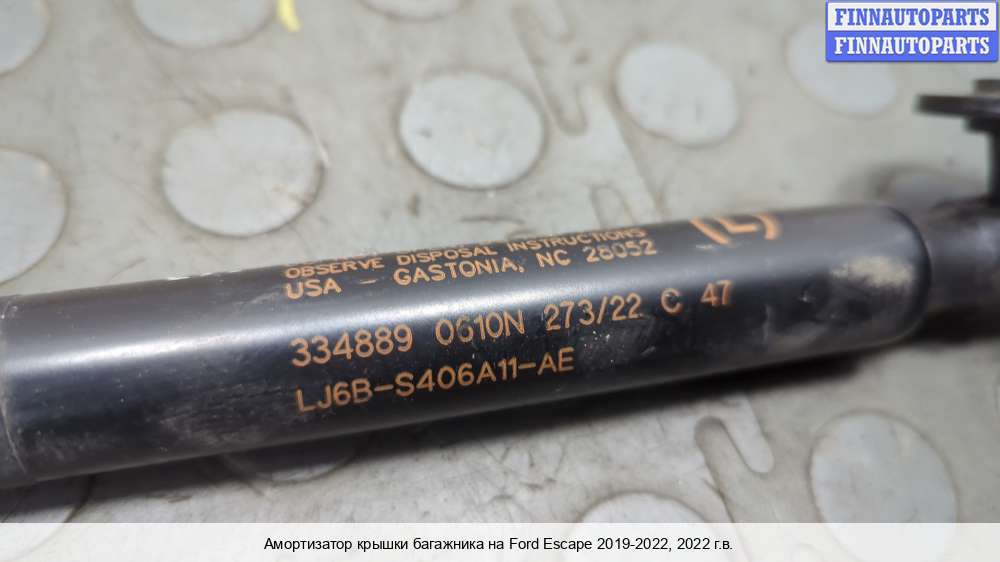 FINNAUTOPARTS
FINNAUTOPARTS
OBSERVE DISPOSAL INSTRUCTIONS
USA - GASTONIA, NC 28052
(L)
334889 0610N 273/22 C 47
LJ6B-S406A11-AE
Амортизатор крышки багажника на Ford Escape 2019-2022, 2022 г.в.